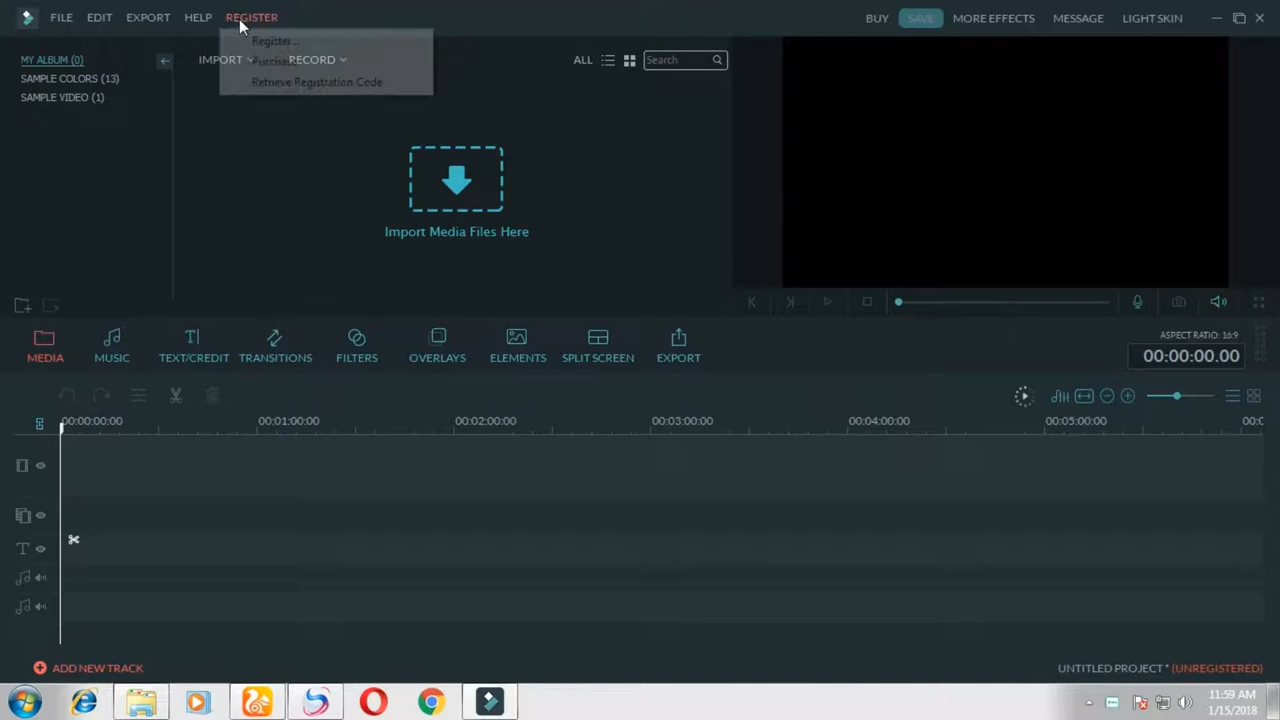 FILE EDIT EXPORT HELP REGISTER BUY SAVE MORE EFFECTS MESSAGE LIGHT SKIN
Register...
Retrieve Registration Code
MY ALBUM (0) IMPORT RECORD ALL Search
SAMPLE COLORS (13)
SAMPLE VIDEO (1)
Import Media Files Here
MEDIA MUSIC TEXT/CREDIT TRANSITIONS FILTERS OVERLAYS ELEMENTS SPLIT SCREEN EXPORT
ASPECT RATIO: 16:9
00:00:00.00
00:00:00:00 00:01:00:00 00:02:00:00 00:03:00:00 00:04:00:00 00:05:00:00
ADD NEW TRACK
UNTITLED PROJECT * (UNREGISTERED)
11:59 AM
1/15/2018